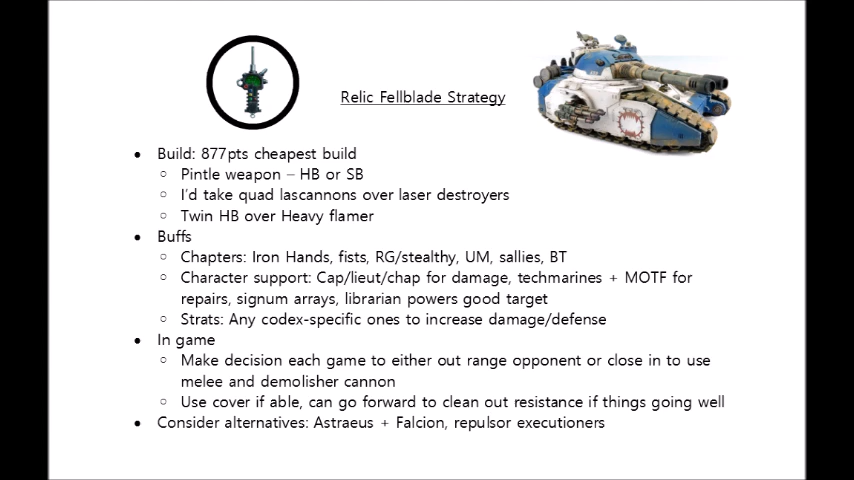 Relic Fellblade Strategy
• Build: 877pts cheapest build
○ Pintle weapon – HB or SB
○ I'd take quad lascannons over laser destroyers
○ Twin HB over Heavy flamer
• Buffs
○ Chapters: Iron Hands, fists, RG/stealthy, UM, sallies, BT
○ Character support: Cap/lieut/chap for damage, techmarines + MOTF for
repairs, signum arrays, librarian powers good target
○ Strats: Any codex-specific ones to increase damage/defense
• In game
○ Make decision each game to either out range opponent or close in to use
melee and demolisher cannon
○ Use cover if able, can go forward to clean out resistance if things going well
• Consider alternatives: Astraeus + Falcion, repulsor executioners